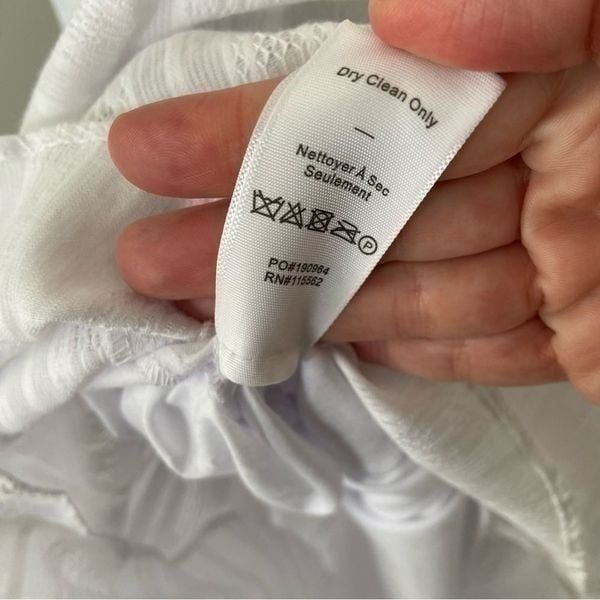 Dry Clean Only
—
Nettoyer À Sec
Seulement
P
PO#190964
RN#115562